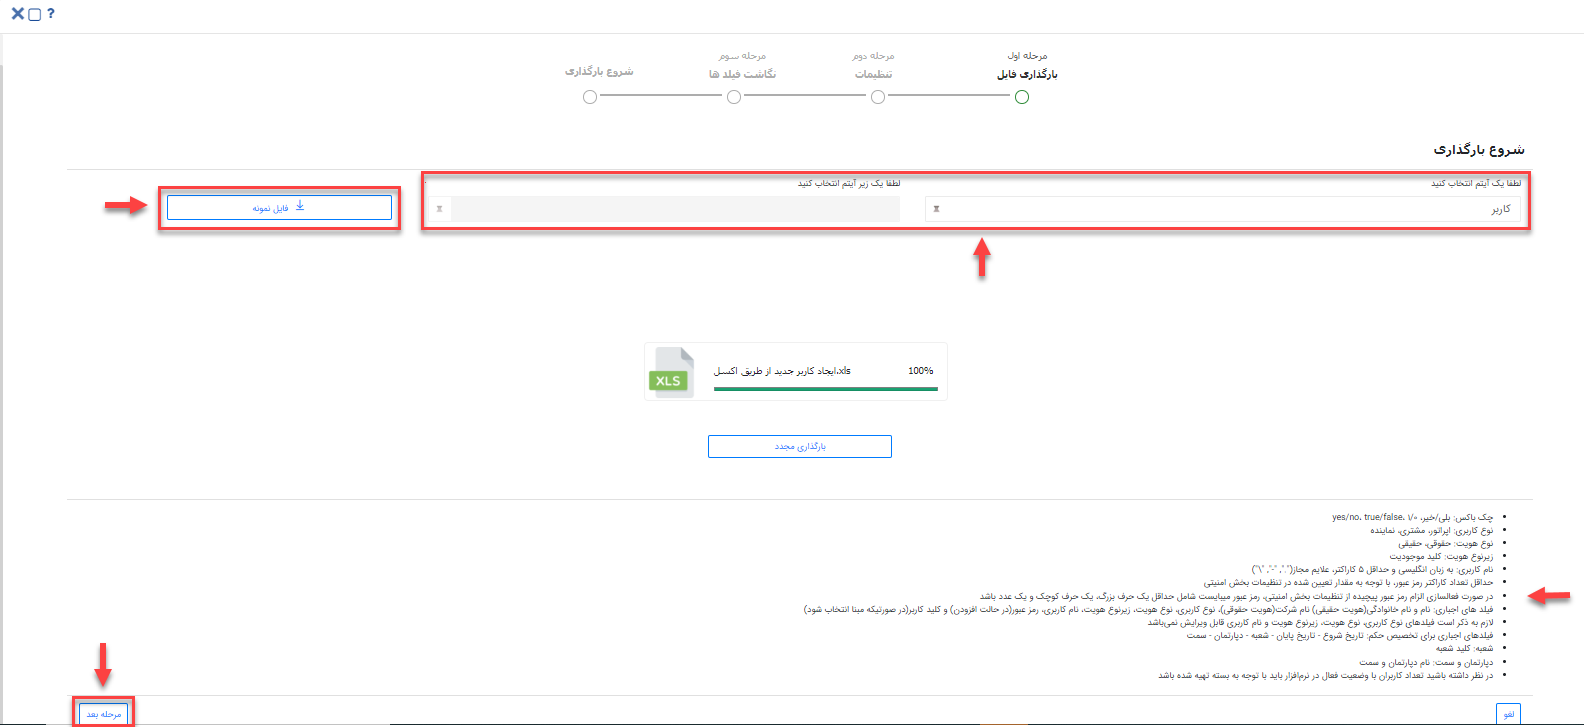 ?
مرحله اول
بارگذاری فایل
مرحله دوم
تنظیمات
مرحله سوم
نگاشت فیلد ها
شروع بارگذاری
شروع بارگذاری
لطفا یک آیتم انتخاب کنید
کاربر
لطفا یک زیر آیتم انتخاب کنید
فایل نمونه
XLS
ایجاد کاربر جدید از طریق اکسل.xls
100%
بارگذاری مجدد
چک باکس: بلی/خیر، yes/no، true/false، ۱/۰
نوع کاربری: اپراتور، مشتری، نماینده
نوع هویت: حقوقی، حقیقی
زیرنوع هویت: کلید موجودیت
نام کاربری: به زبان انگلیسی و حداقل ۵ کاراکتر، علایم مجاز(".", "-", "\")
حداقل تعداد کاراکتر رمز عبور، با توجه به مقدار تعیین شده در تنظیمات بخش امنیتی
در صورت فعالسازی الزام رمز عبور پیچیده از تنظیمات بخش امنیتی، رمز عبور میبایست شامل حداقل یک حرف بزرگ، یک حرف کوچک و یک عدد باشد
فیلد های اجباری: نام و نام خانوادگی(هویت حقیقی) نام شرکت(هویت حقوقی)، نوع کاربری، نوع هویت، زیرنوع هویت، نام کاربری، رمز عبور(در حالت افزودن) و کلید کاربر(در صورتیکه مبنا انتخاب شود)
لازم به ذکر است فیلدهای نوع کاربری، نوع هویت، زیرنوع هویت و نام کاربری قابل ویرایش نمی‌باشد
فیلدهای اجباری برای تخصیص حکم: تاریخ شروع - تاریخ پایان - شعبه - دپارتمان - سمت
شعبه: کلید شعبه
دپارتمان و سمت: نام دپارتمان و سمت
در نظر داشته باشید تعداد کاربران با وضعیت فعال در نرم‌افزار باید با توجه به بسته تهیه شده باشد
لغو
مرحله بعد